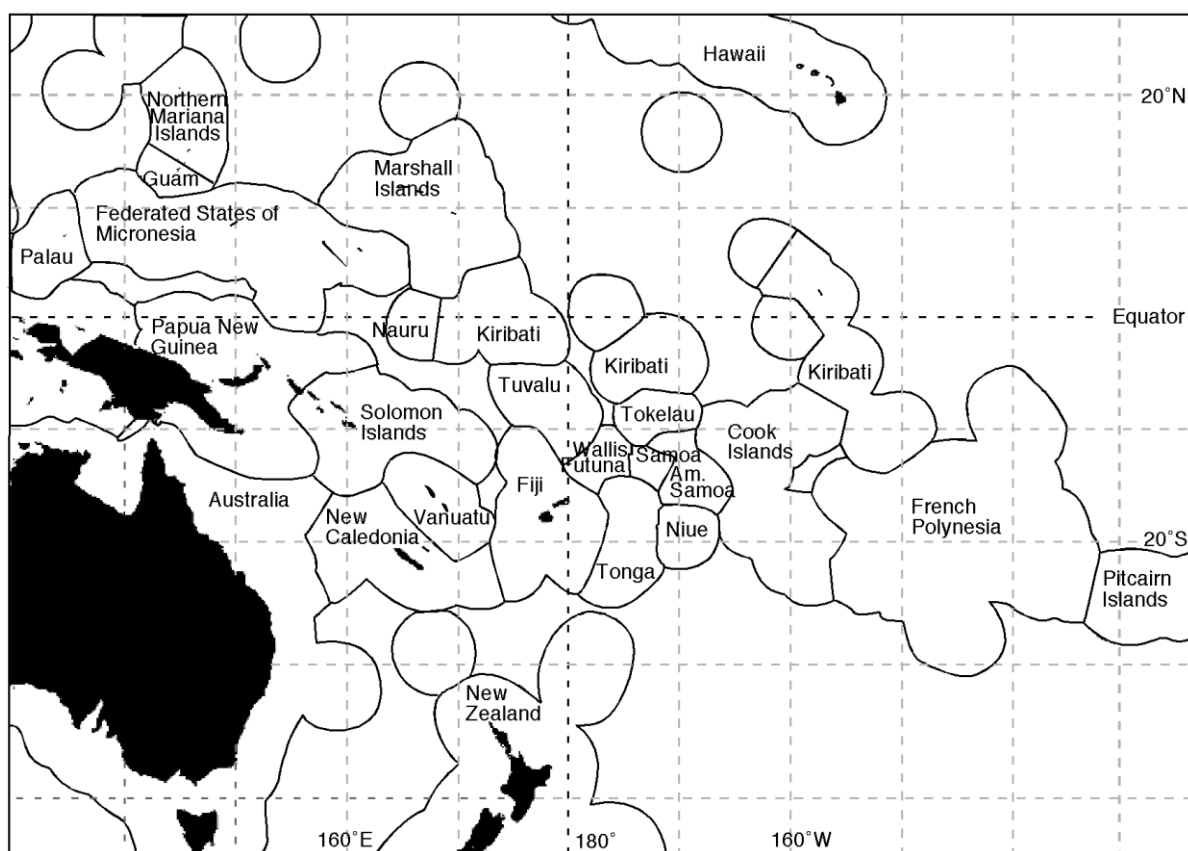 Hawaii
20˚N
Northern
Mariana
Islands
Guam
Marshall
Islands
Federated States of
Micronesia
Palau
Equator
Papua New
Guinea
Nauru
Kiribati
Kiribati
Kiribati
Tuvalu
Tokelau
Solomon
Islands
Cook
Islands
Wallis
Futuna
Samoa
Am.
Samoa
Fiji
Australia
New
Caledonia
Vanuatu
Niue
French
Polynesia
20˚S
Tonga
Pitcairn
Islands
New
Zealand
160˚E
180˚
160˚W